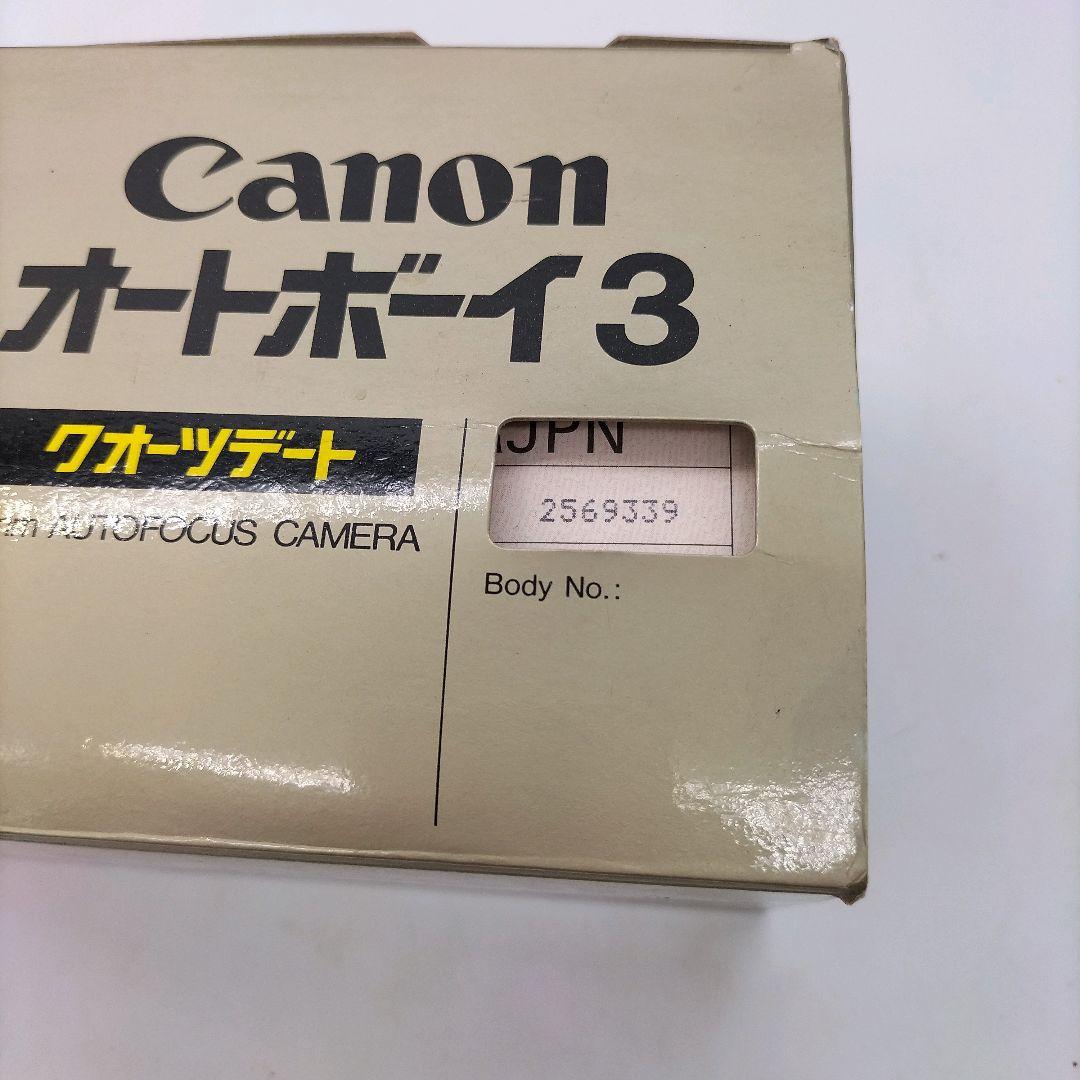 Canon
オートボーイ3
クオーツデート
AUTOFOCUS CAMERA
JPN
2569339
Body No.: